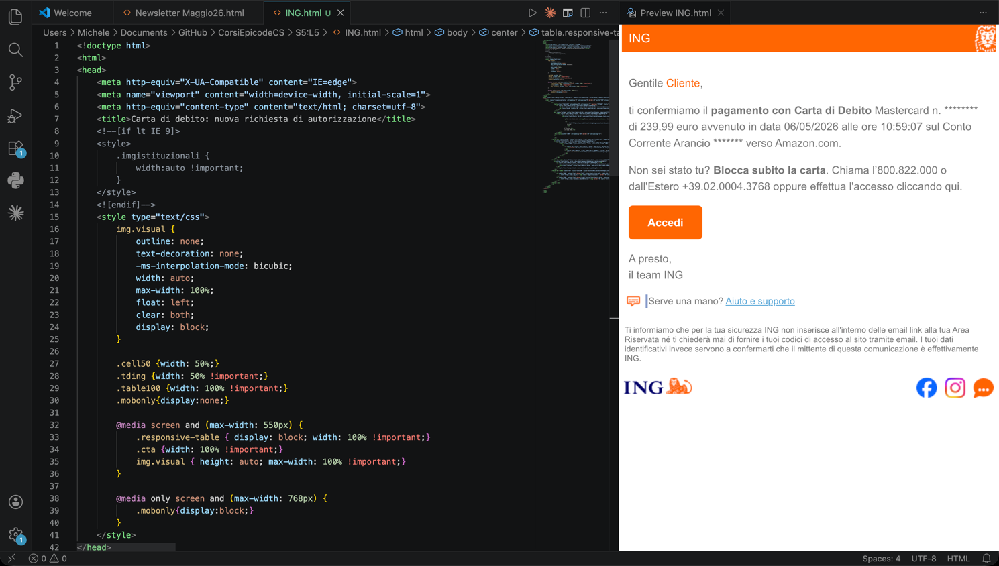 Welcome
Newsletter Maggio26.html
ING.html U
Preview ING.html
Users > Michele > Documents > GitHub > CorsiEpicodeCS > S5:L5 > ING.html > html > body > center > table.responsive-ta
1 <!doctype html>
2 <html>
3 <head>
4 <meta http-equiv="X-UA-Compatible" content="IE=edge">
5 <meta name="viewport" content="width=device-width, initial-scale=1">
6 <meta http-equiv="content-type" content="text/html; charset=utf-8">
7 <title>Carta di debito: nuova richiesta di autorizzazione</title>
8 <!--[if lt IE 9]>
9 <style>
10 .imgistituzionali {
11 width:auto !important;
12 }
13 </style>
14 <![endif]-->
15 <style type="text/css">
16 img.visual {
17 outline: none;
18 text-decoration: none;
19 -ms-interpolation-mode: bicubic;
20 width: auto;
21 max-width: 100%;
22 float: left;
23 clear: both;
24 display: block;
25 }
26
27 .cell50 {width: 50%;}
28 .tding {width: 50% !important;}
29 .table100 {width: 100% !important;}
30 .mobonly{display:none;}
31
32 @media screen and (max-width: 550px) {
33 .responsive-table { display: block; width: 100% !important;}
34 .cta {width: 100% !important;}
35 img.visual { height: auto; max-width: 100% !important;}
36 }
37
38 @media only screen and (max-width: 768px) {
39 .mobonly{display:block;}
40 }
41 </style>
42 </head>
ING
Gentile Cliente,
ti confermiamo il pagamento con Carta di Debito Mastercard n. ********
di 239,99 euro avvenuto in data 06/05/2026 alle ore 10:59:07 sul Conto
Corrente Arancio ******* verso Amazon.com.
Non sei stato tu? Blocca subito la carta. Chiama l'800.822.000 o
dall'Estero +39.02.0004.3768 oppure effettua l'accesso cliccando qui.
Accedi
A presto,
il team ING
Serve una mano? Aiuto e supporto
Ti informiamo che per la tua sicurezza ING non inserisce all'interno delle email link alla tua Area
Riservata né ti chiederà mai di fornire i tuoi codici di accesso al sito tramite email. I tuoi dati
identificativi invece servono a confermarti che il mittente di questa comunicazione è effettivamente
ING.
ING
1
1
0 0
Spaces: 4 UTF-8 HTML